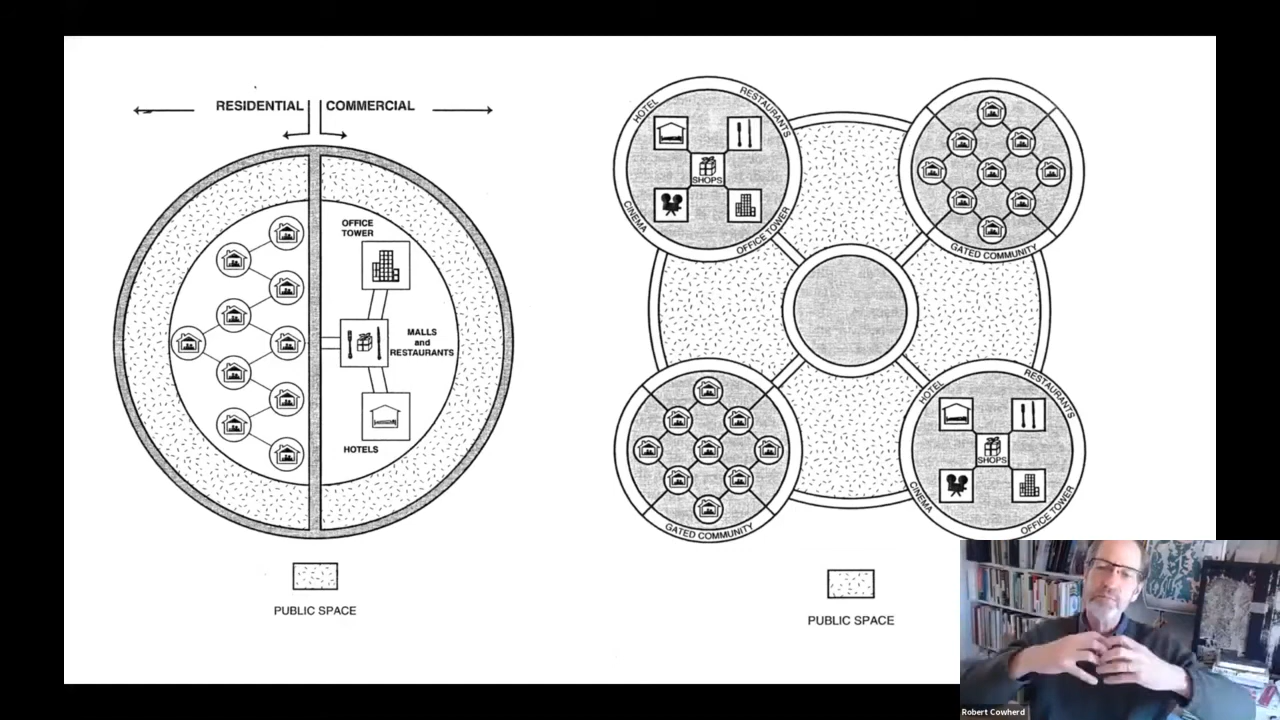 RESIDENTIAL
COMMERCIAL
OFFICE
TOWER
MALLS
and
RESTAURANTS
HOTELS
PUBLIC SPACE
HOTEL
RESTAURANTS
SHOPS
CINEMA
OFFICE TOWER
GATED COMMUNITY
GATED COMMUNITY
HOTEL
RESTAURANTS
SHOPS
CINEMA
OFFICE TOWER
PUBLIC SPACE
Robert Cowherd